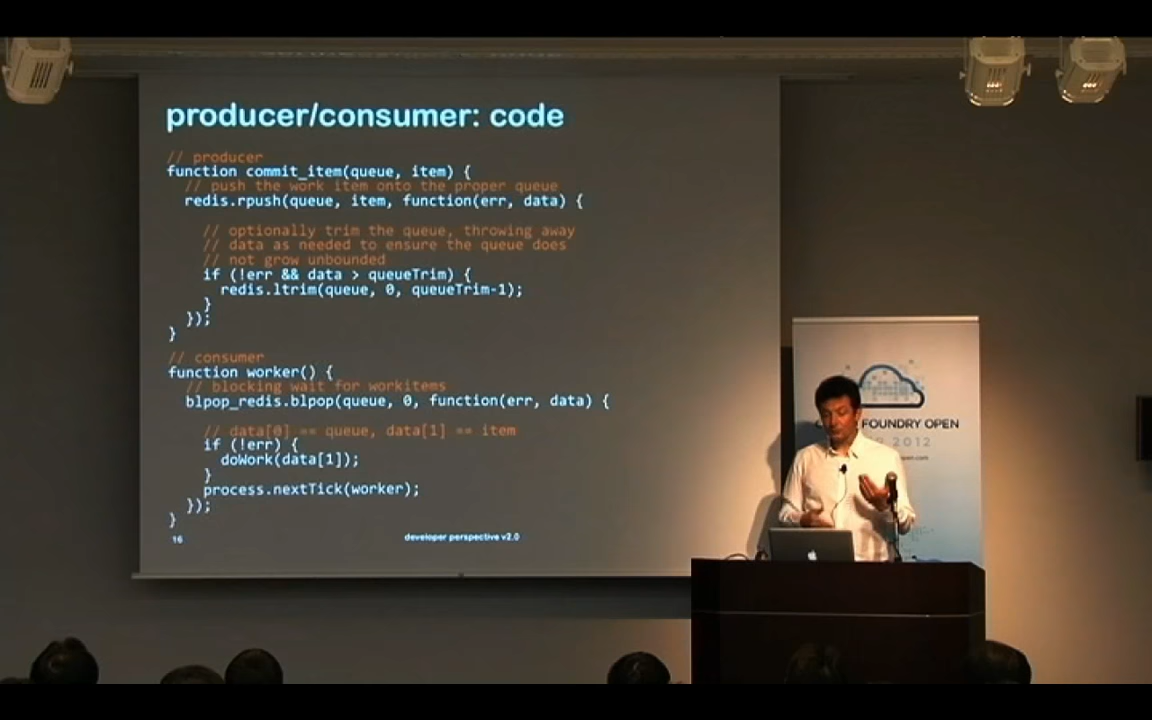 producer/consumer: code
// producer
function commit_item(queue, item) {
// push the work item onto the proper queue
redis.rpush(queue, item, function(err, data) {
// optionally trim the queue, throwing away
// data as needed to ensure the queue does
// not grow unbounded
if (!err && data > queueTrim) {
redis.ltrim(queue, 0, queueTrim-1);
}
});
}
// consumer
function worker() {
// blocking wait for workitems
blpop_redis.blpop(queue, 0, function(err, data) {
// data[0] == queue, data[1] == item
if (!err) {
doWork(data[1]);
}
process.nextTick(worker);
});
}
16
developer perspective v2.0
FOUNDRY OPEN
2012